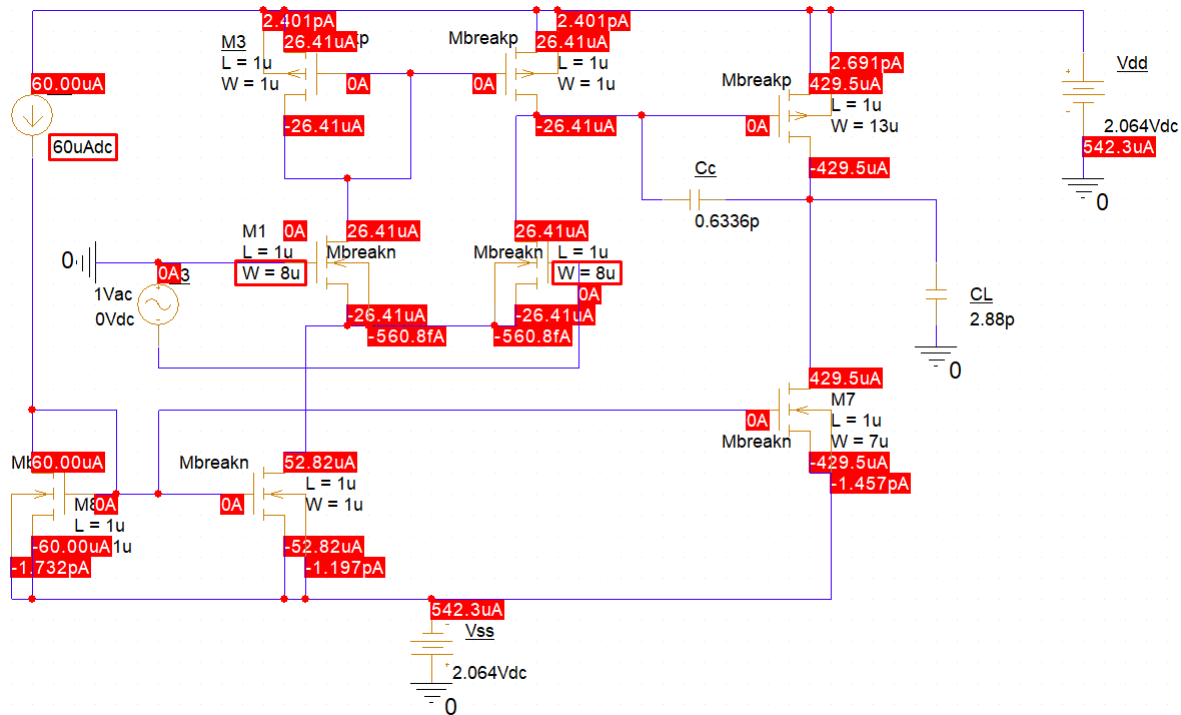 2.401pA
2.401pA
26.41uA
26.41uA
M3
Mbreakp
L = 1u
L = 1u
W = 1u
W = 1u
0A
0A
Mbreakp
2.691pA
429.5uA
L = 1u
W = 13u
0A
Vdd
2.064Vdc
542.3uA
0
60.00uA
60uAdc
-26.41uA
-26.41uA
-429.5uA
Cc
0.6336p
0
M1
0A
26.41uA
26.41uA
L = 1u
Mbreakn
Mbreakn
L = 1u
W = 8u
W = 8u
0A
3
1Vac
0Vdc
0A
-26.41uA
-26.41uA
-560.8fA
-560.8fA
CL
2.88p
0
429.5uA
M7
0A
L = 1u
Mbreakn
W = 7u
-429.5uA
-1.457pA
60.00uA
Mbreakn
52.82uA
0A
L = 1u
L = 1u
0A
W = 1u
-60.00uA
1u
-52.82uA
-1.732pA
-1.197pA
542.3uA
Vss
2.064Vdc
0